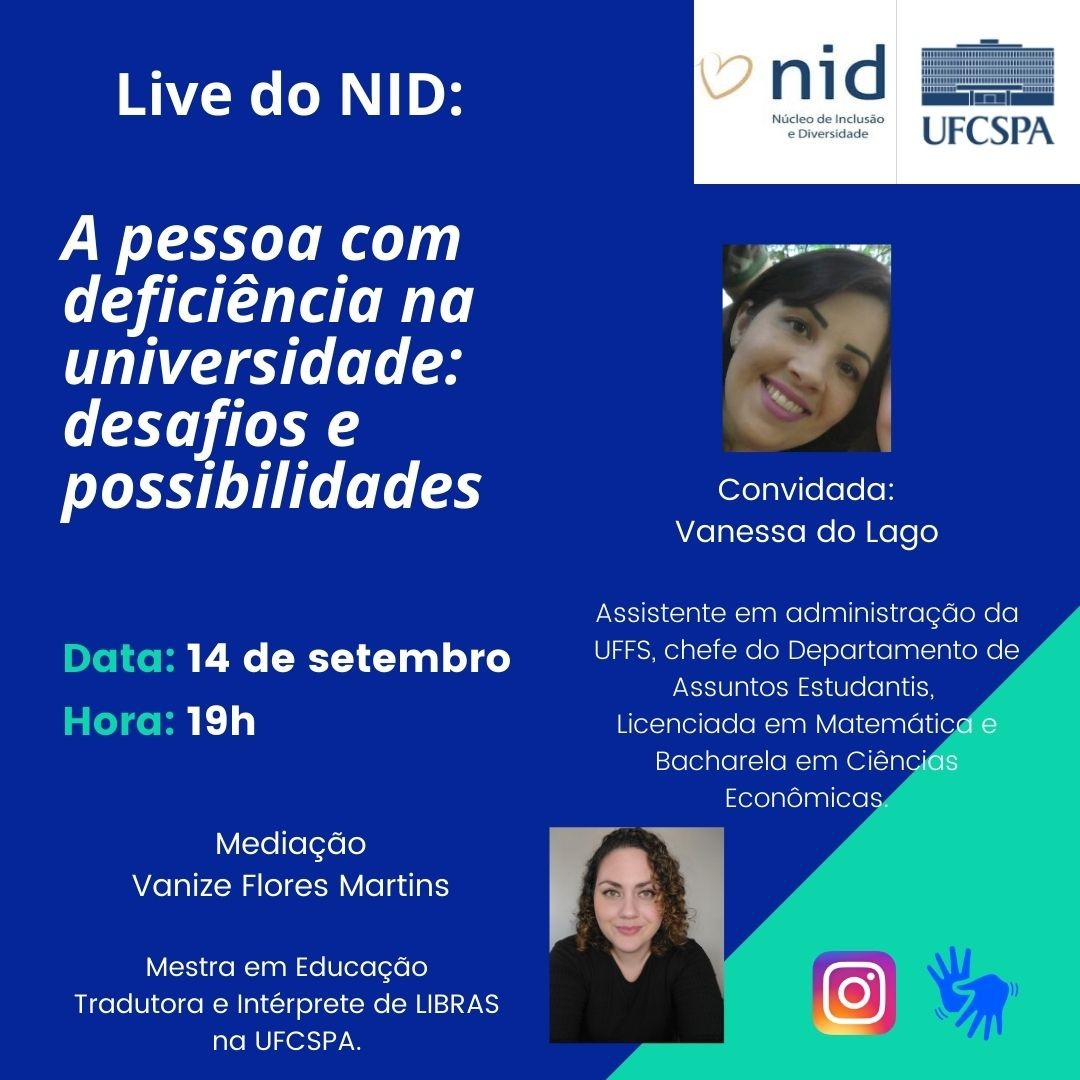 Live do NID:
nid
Núcleo de Inclusão
e Diversidade
UFCSPA
A pessoa com
deficiência na
universidade:
desafios e
possibilidades
Convidada:
Vanessa do Lago
Assistente em administração da
UFFS, chefe do Departamento de
Assuntos Estudantis,
Licenciada em Matemática e
Bacharela em Ciências
Econômicas.
Data: 14 de setembro
Hora: 19h
Mediação
Vanize Flores Martins
Mestra em Educação
Tradutora e Intérprete de LIBRAS
na UFCSPA.